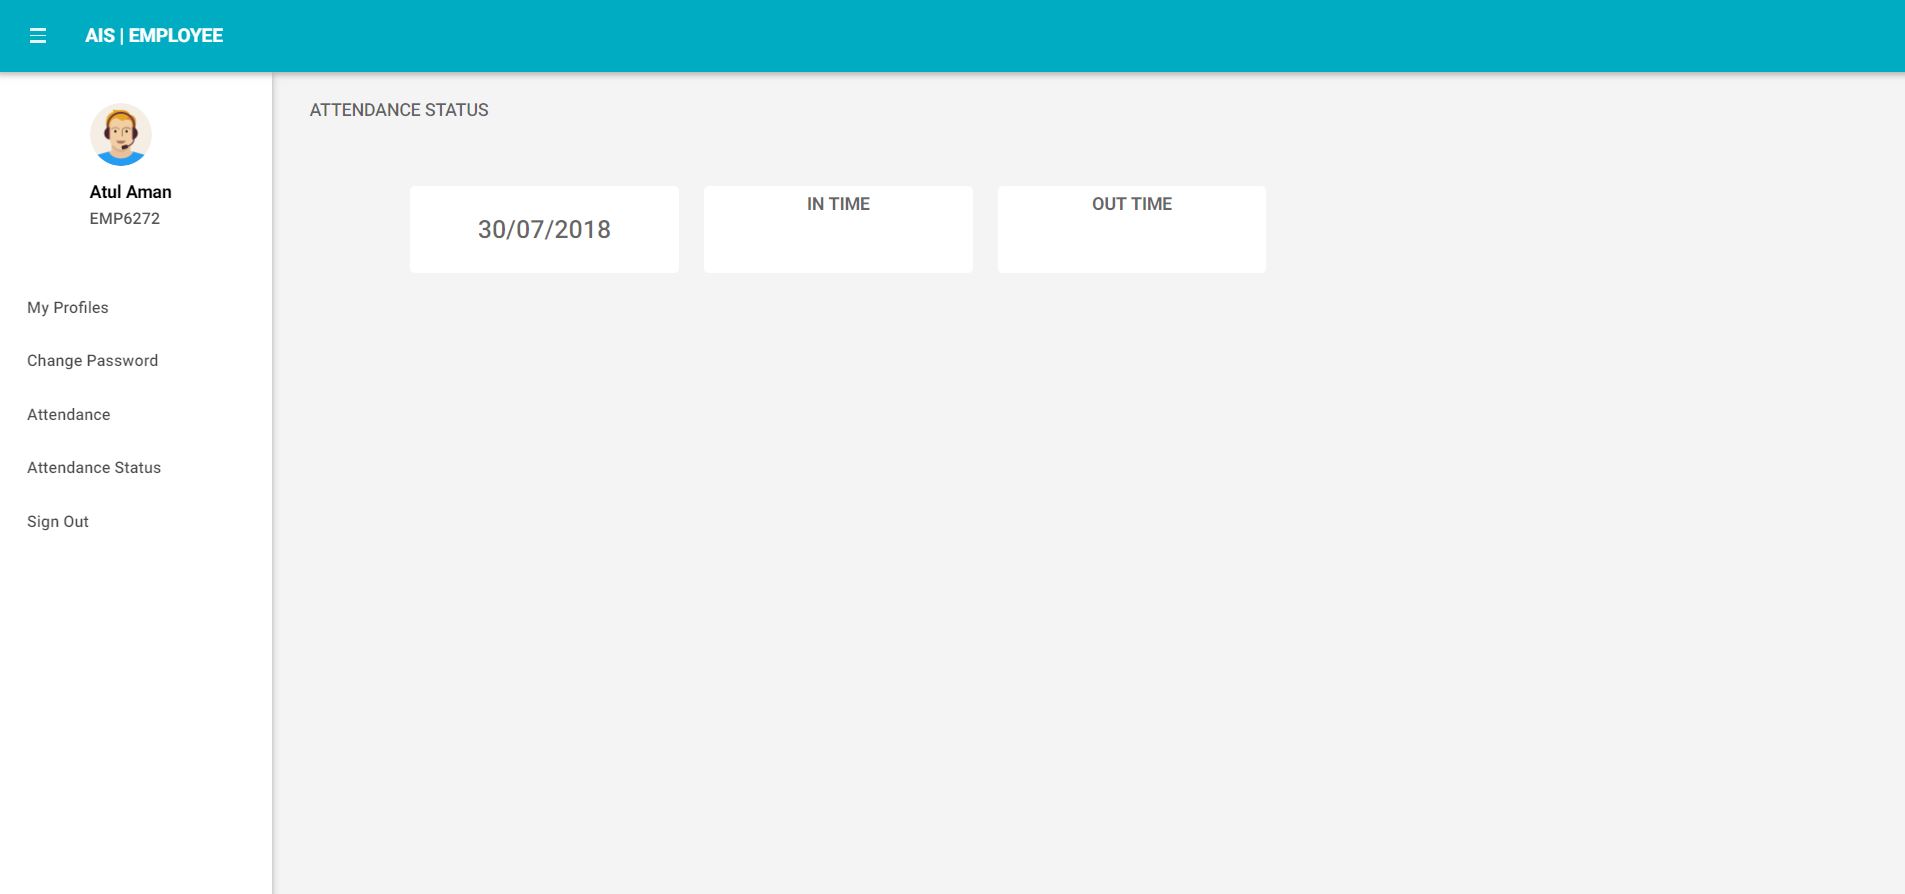 AIS | EMPLOYEE
Atul Aman
EMP6272
My Profiles
Change Password
Attendance
Attendance Status
Sign Out
ATTENDANCE STATUS
30/07/2018
IN TIME
OUT TIME